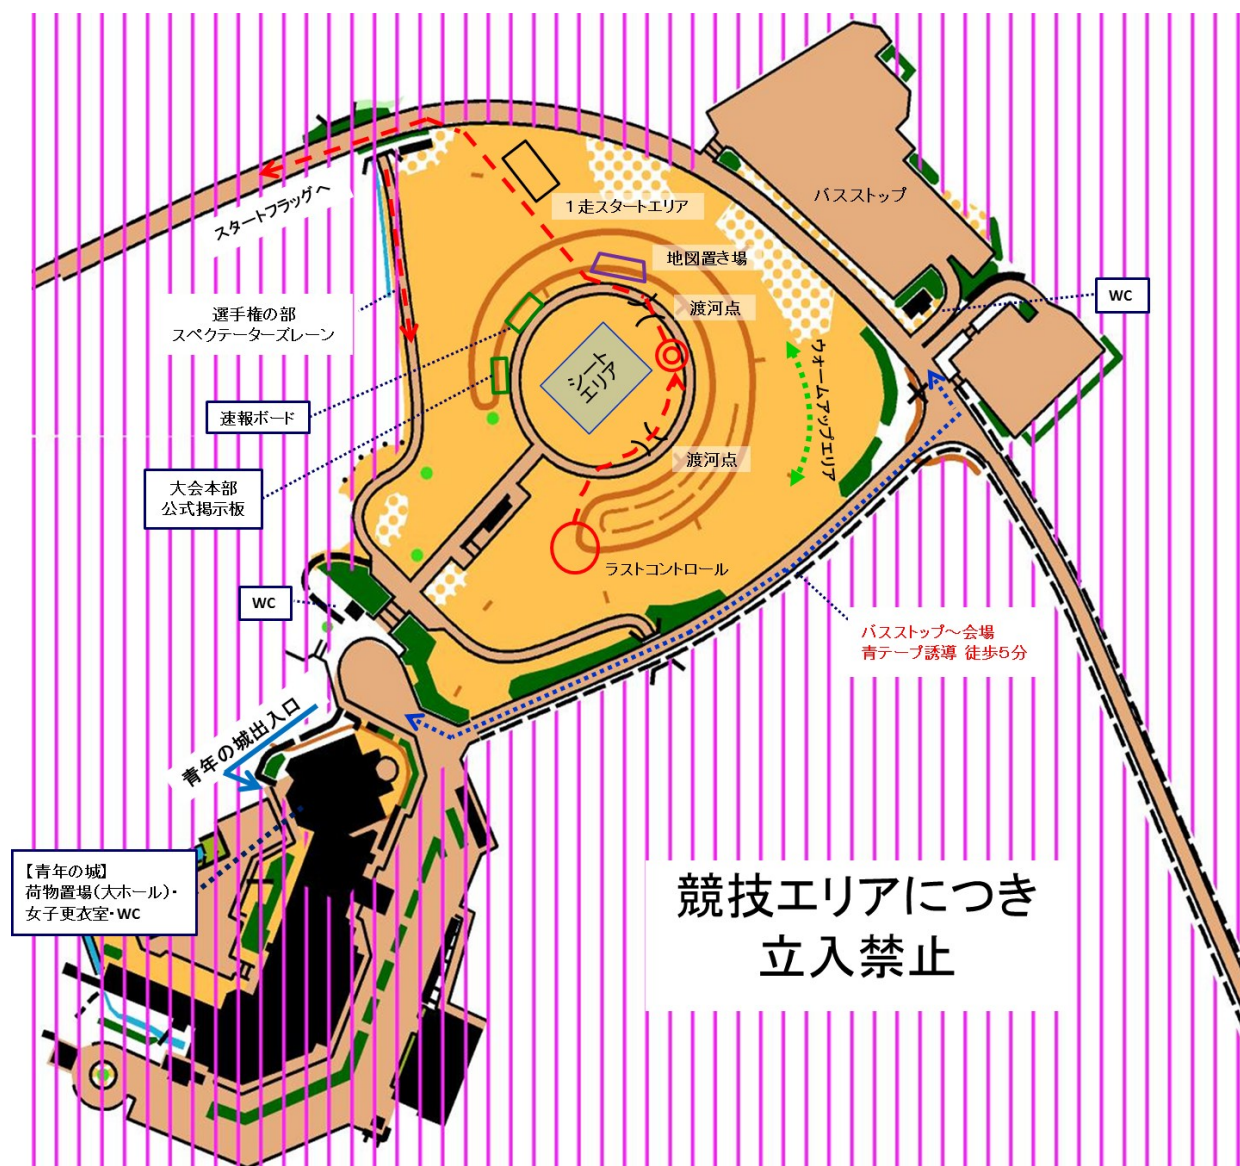 バスストップ
１走スタートエリア
スタートフラッグへ
地図置き場
WC
選手権の部
スペクテーターズレーン
渡河点
シート
エリア
ウォームアップエリア
速報ボード
渡河点
大会本部
公式掲示板
ラストコントロール
WC
バスストップ～会場
青テープ誘導 徒歩５分
青年の城出入口
【青年の城】
荷物置場(大ホール)・
女子更衣室・WC
競技エリアにつき
立入禁止